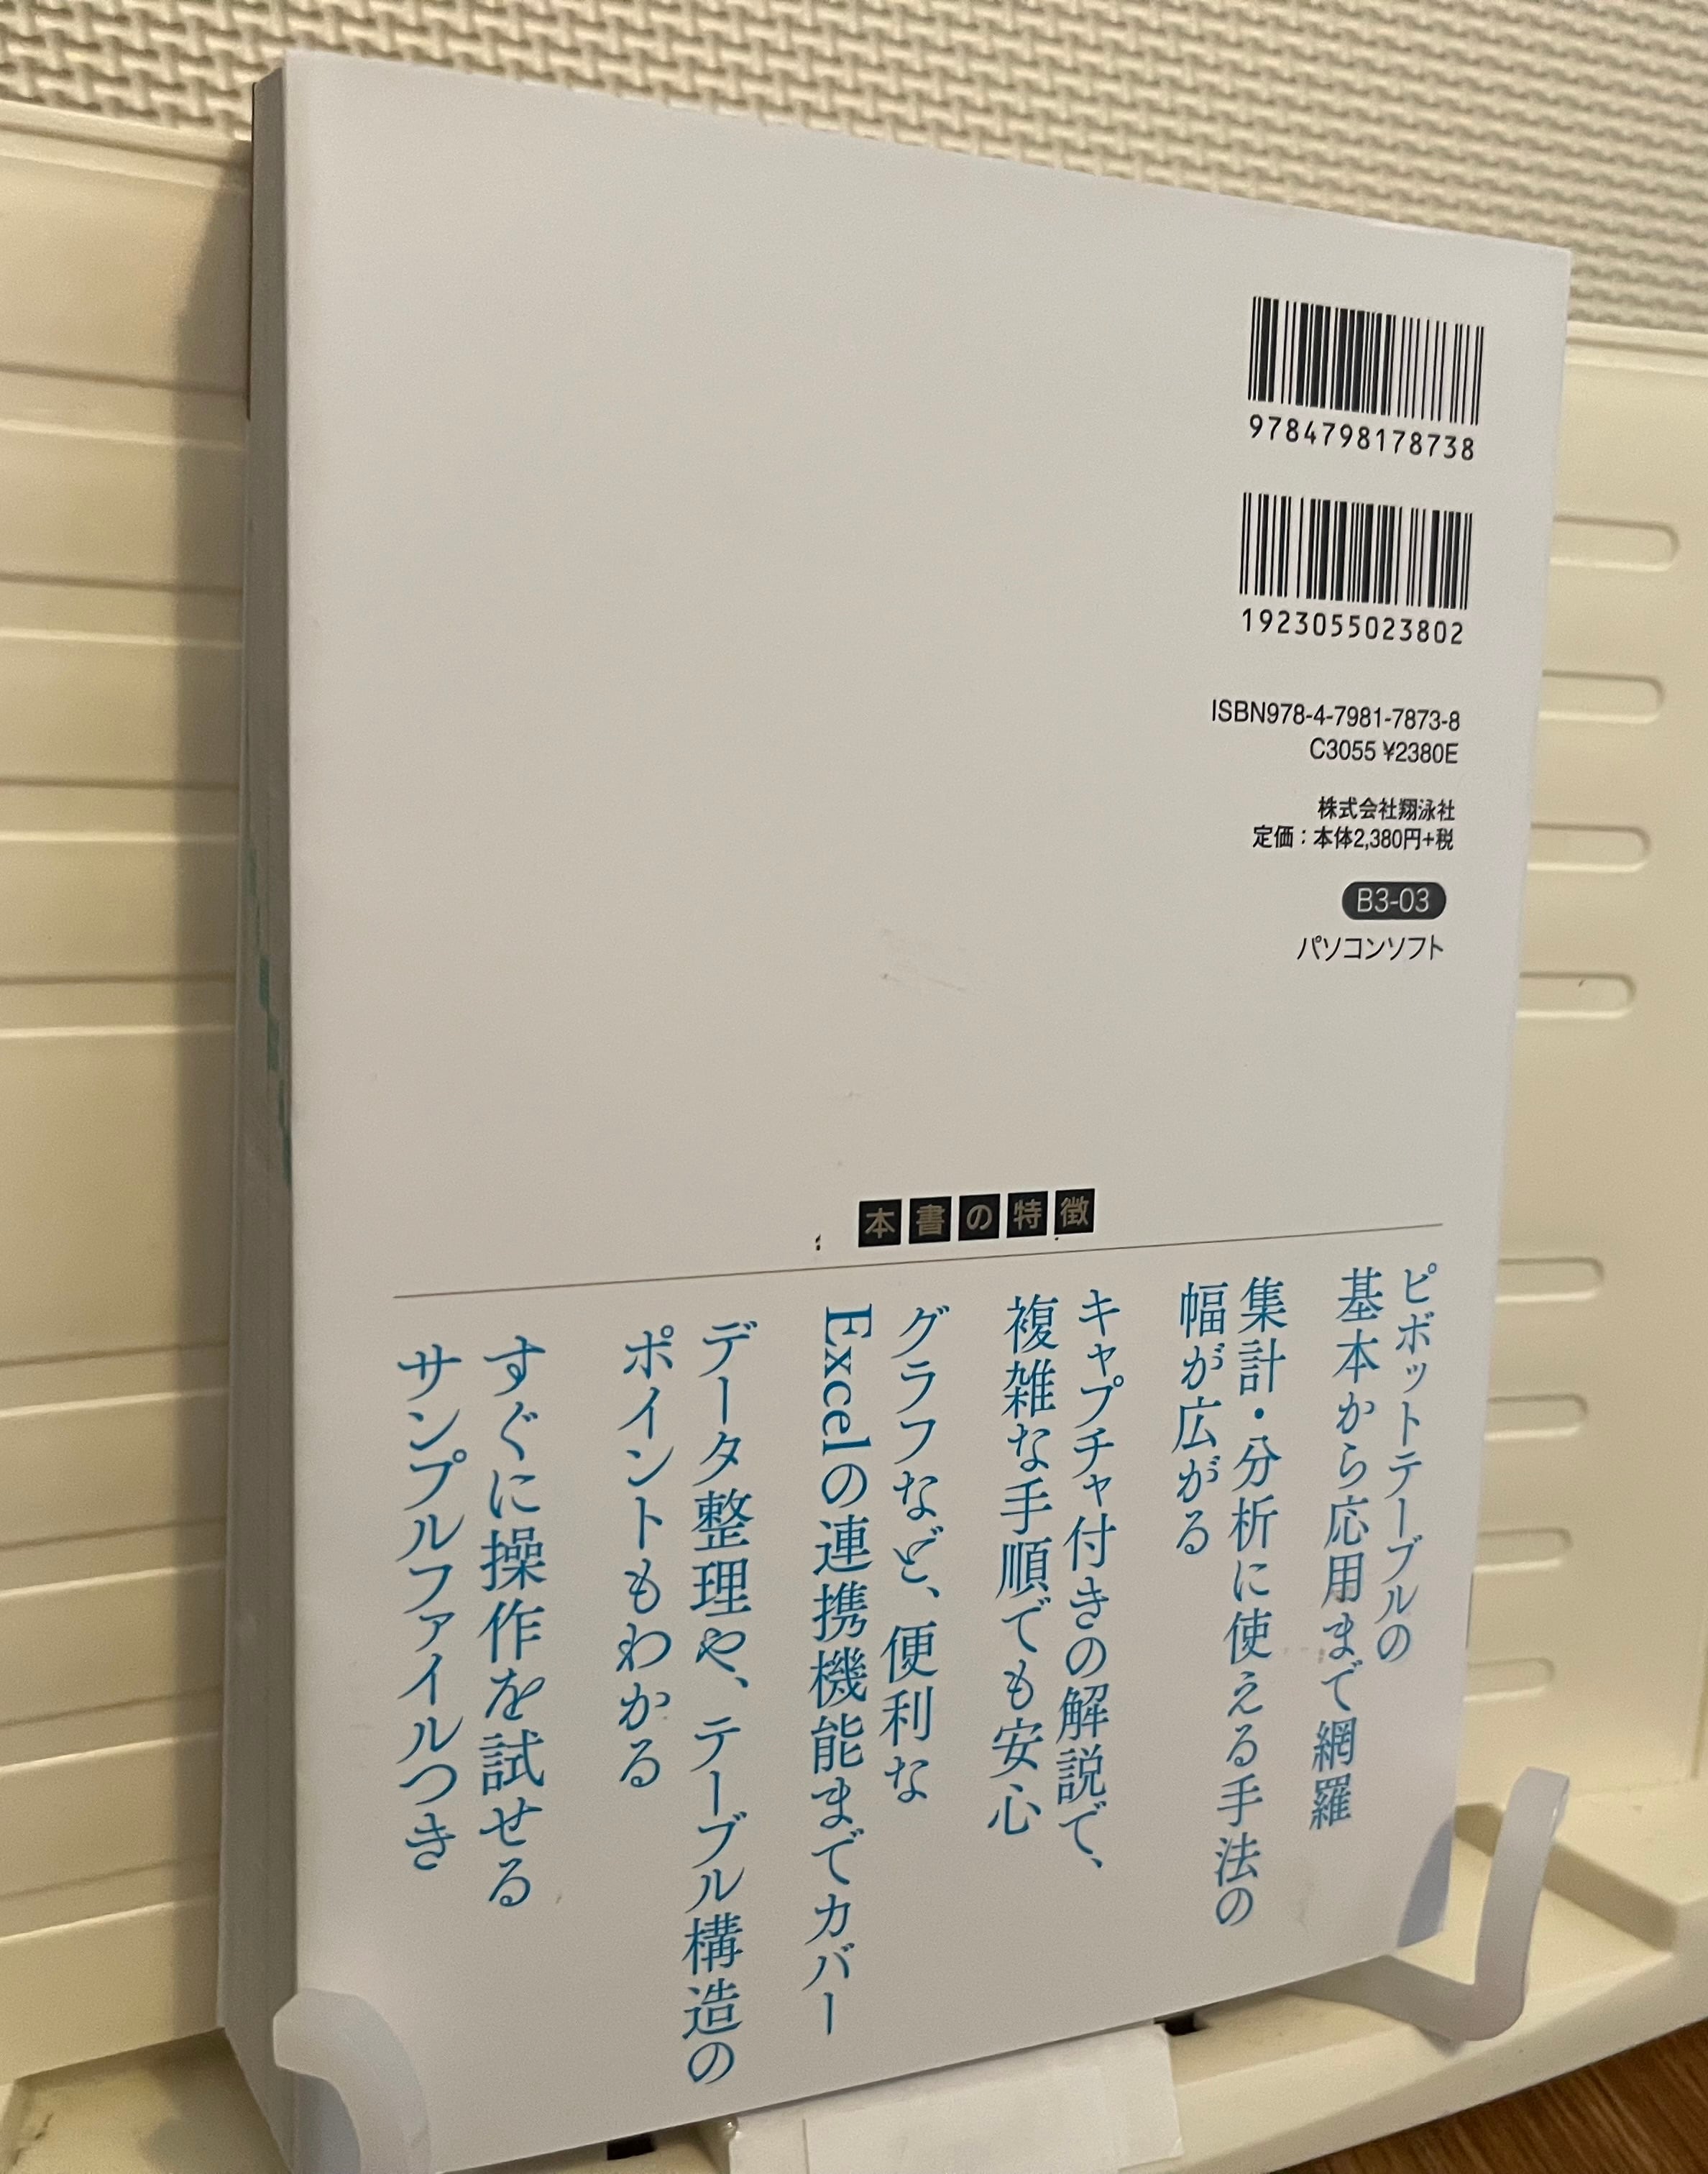 9784798178738
1923055023802
ISBN978-4-7981-7873-8
C3055 ¥2380E
株式会社翔泳社
定価：本体2,380円+税
B3-03
パソコンソフト
本書の特徴
ピボットテーブルの
基本から応用まで網羅
集計・分析に使える手法の
幅が広がる
キャプチャ付きの解説で、
複雑な手順でも安心
グラフなど、便利な
Excelの連携機能までカバー
データ整理や、テーブル構造の
ポイントもわかる
すぐに操作を試せる
サンプルファイルつき